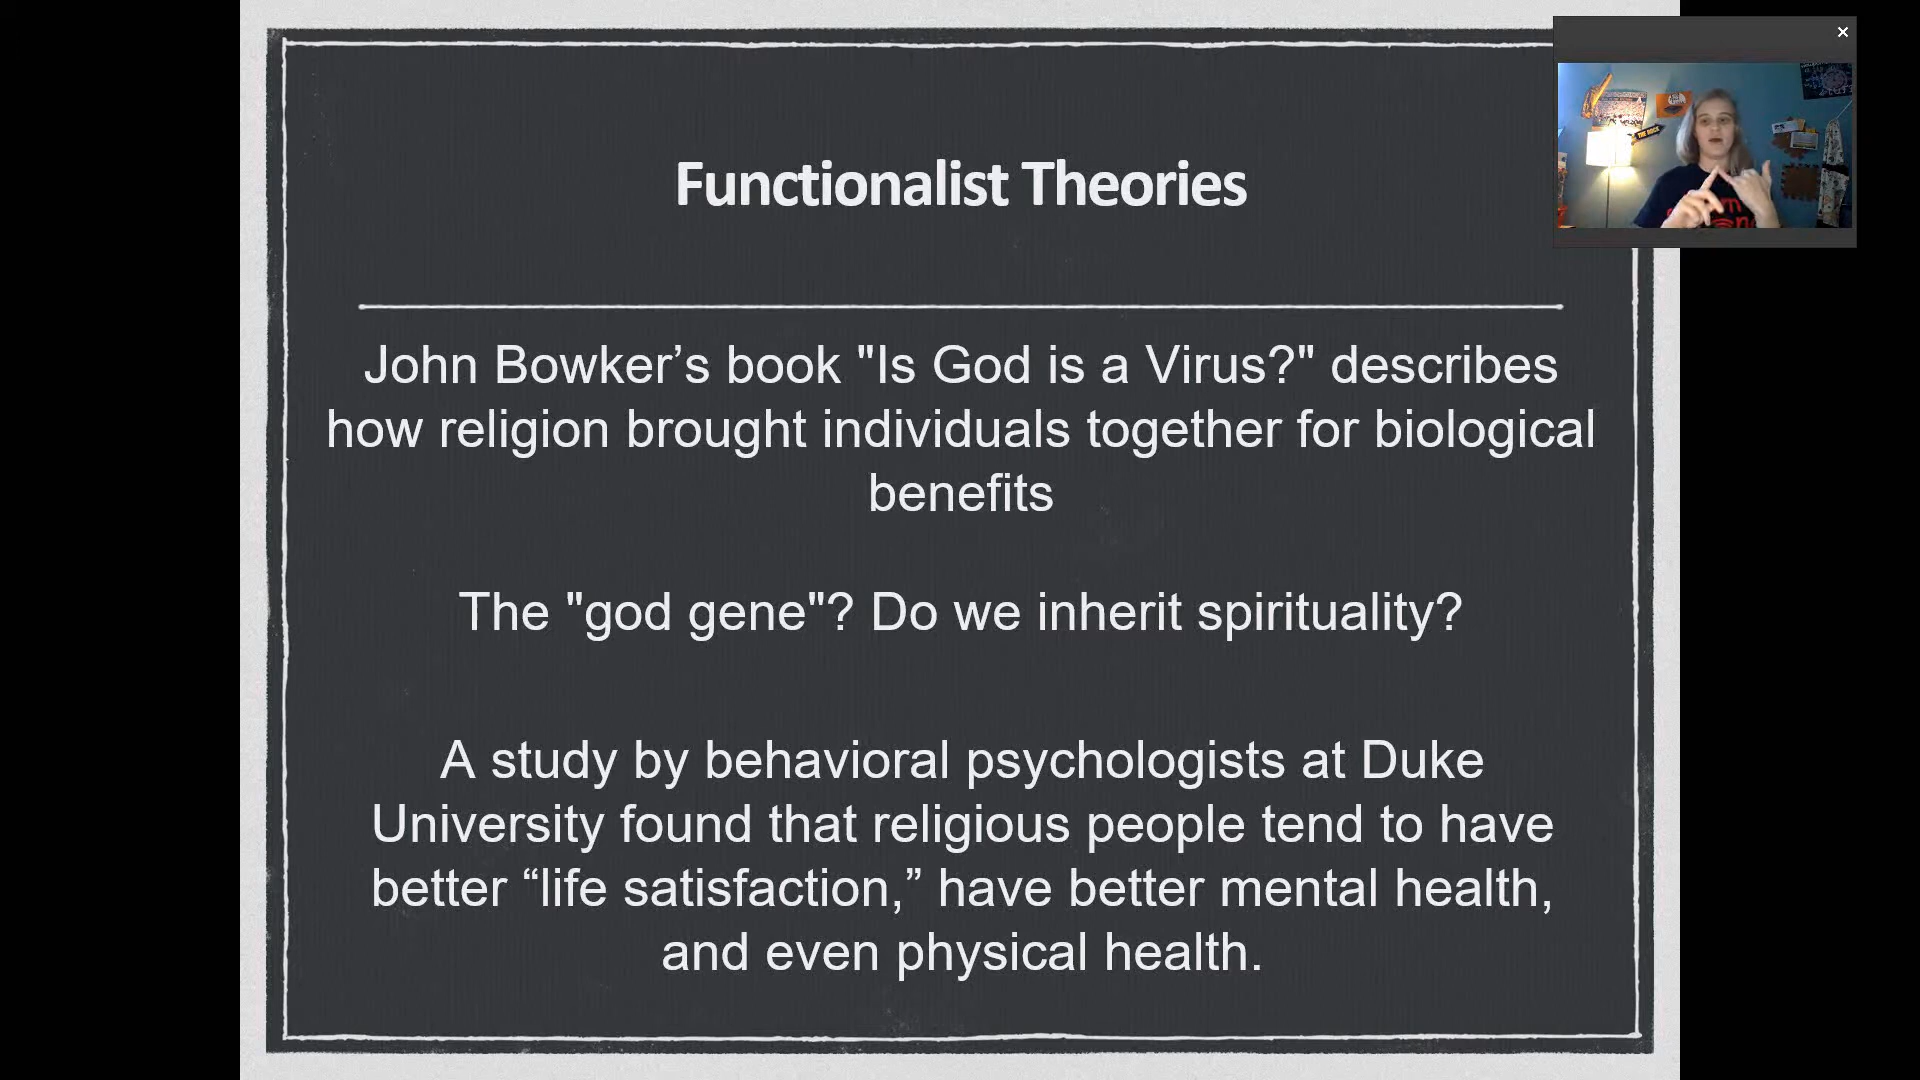 Functionalist Theories
John Bowker’s book "Is God is a Virus?" describes
how religion brought individuals together for biological
benefits
The "god gene"? Do we inherit spirituality?
A study by behavioral psychologists at Duke
University found that religious people tend to have
better “life satisfaction,” have better mental health,
and even physical health.
THE ROCK